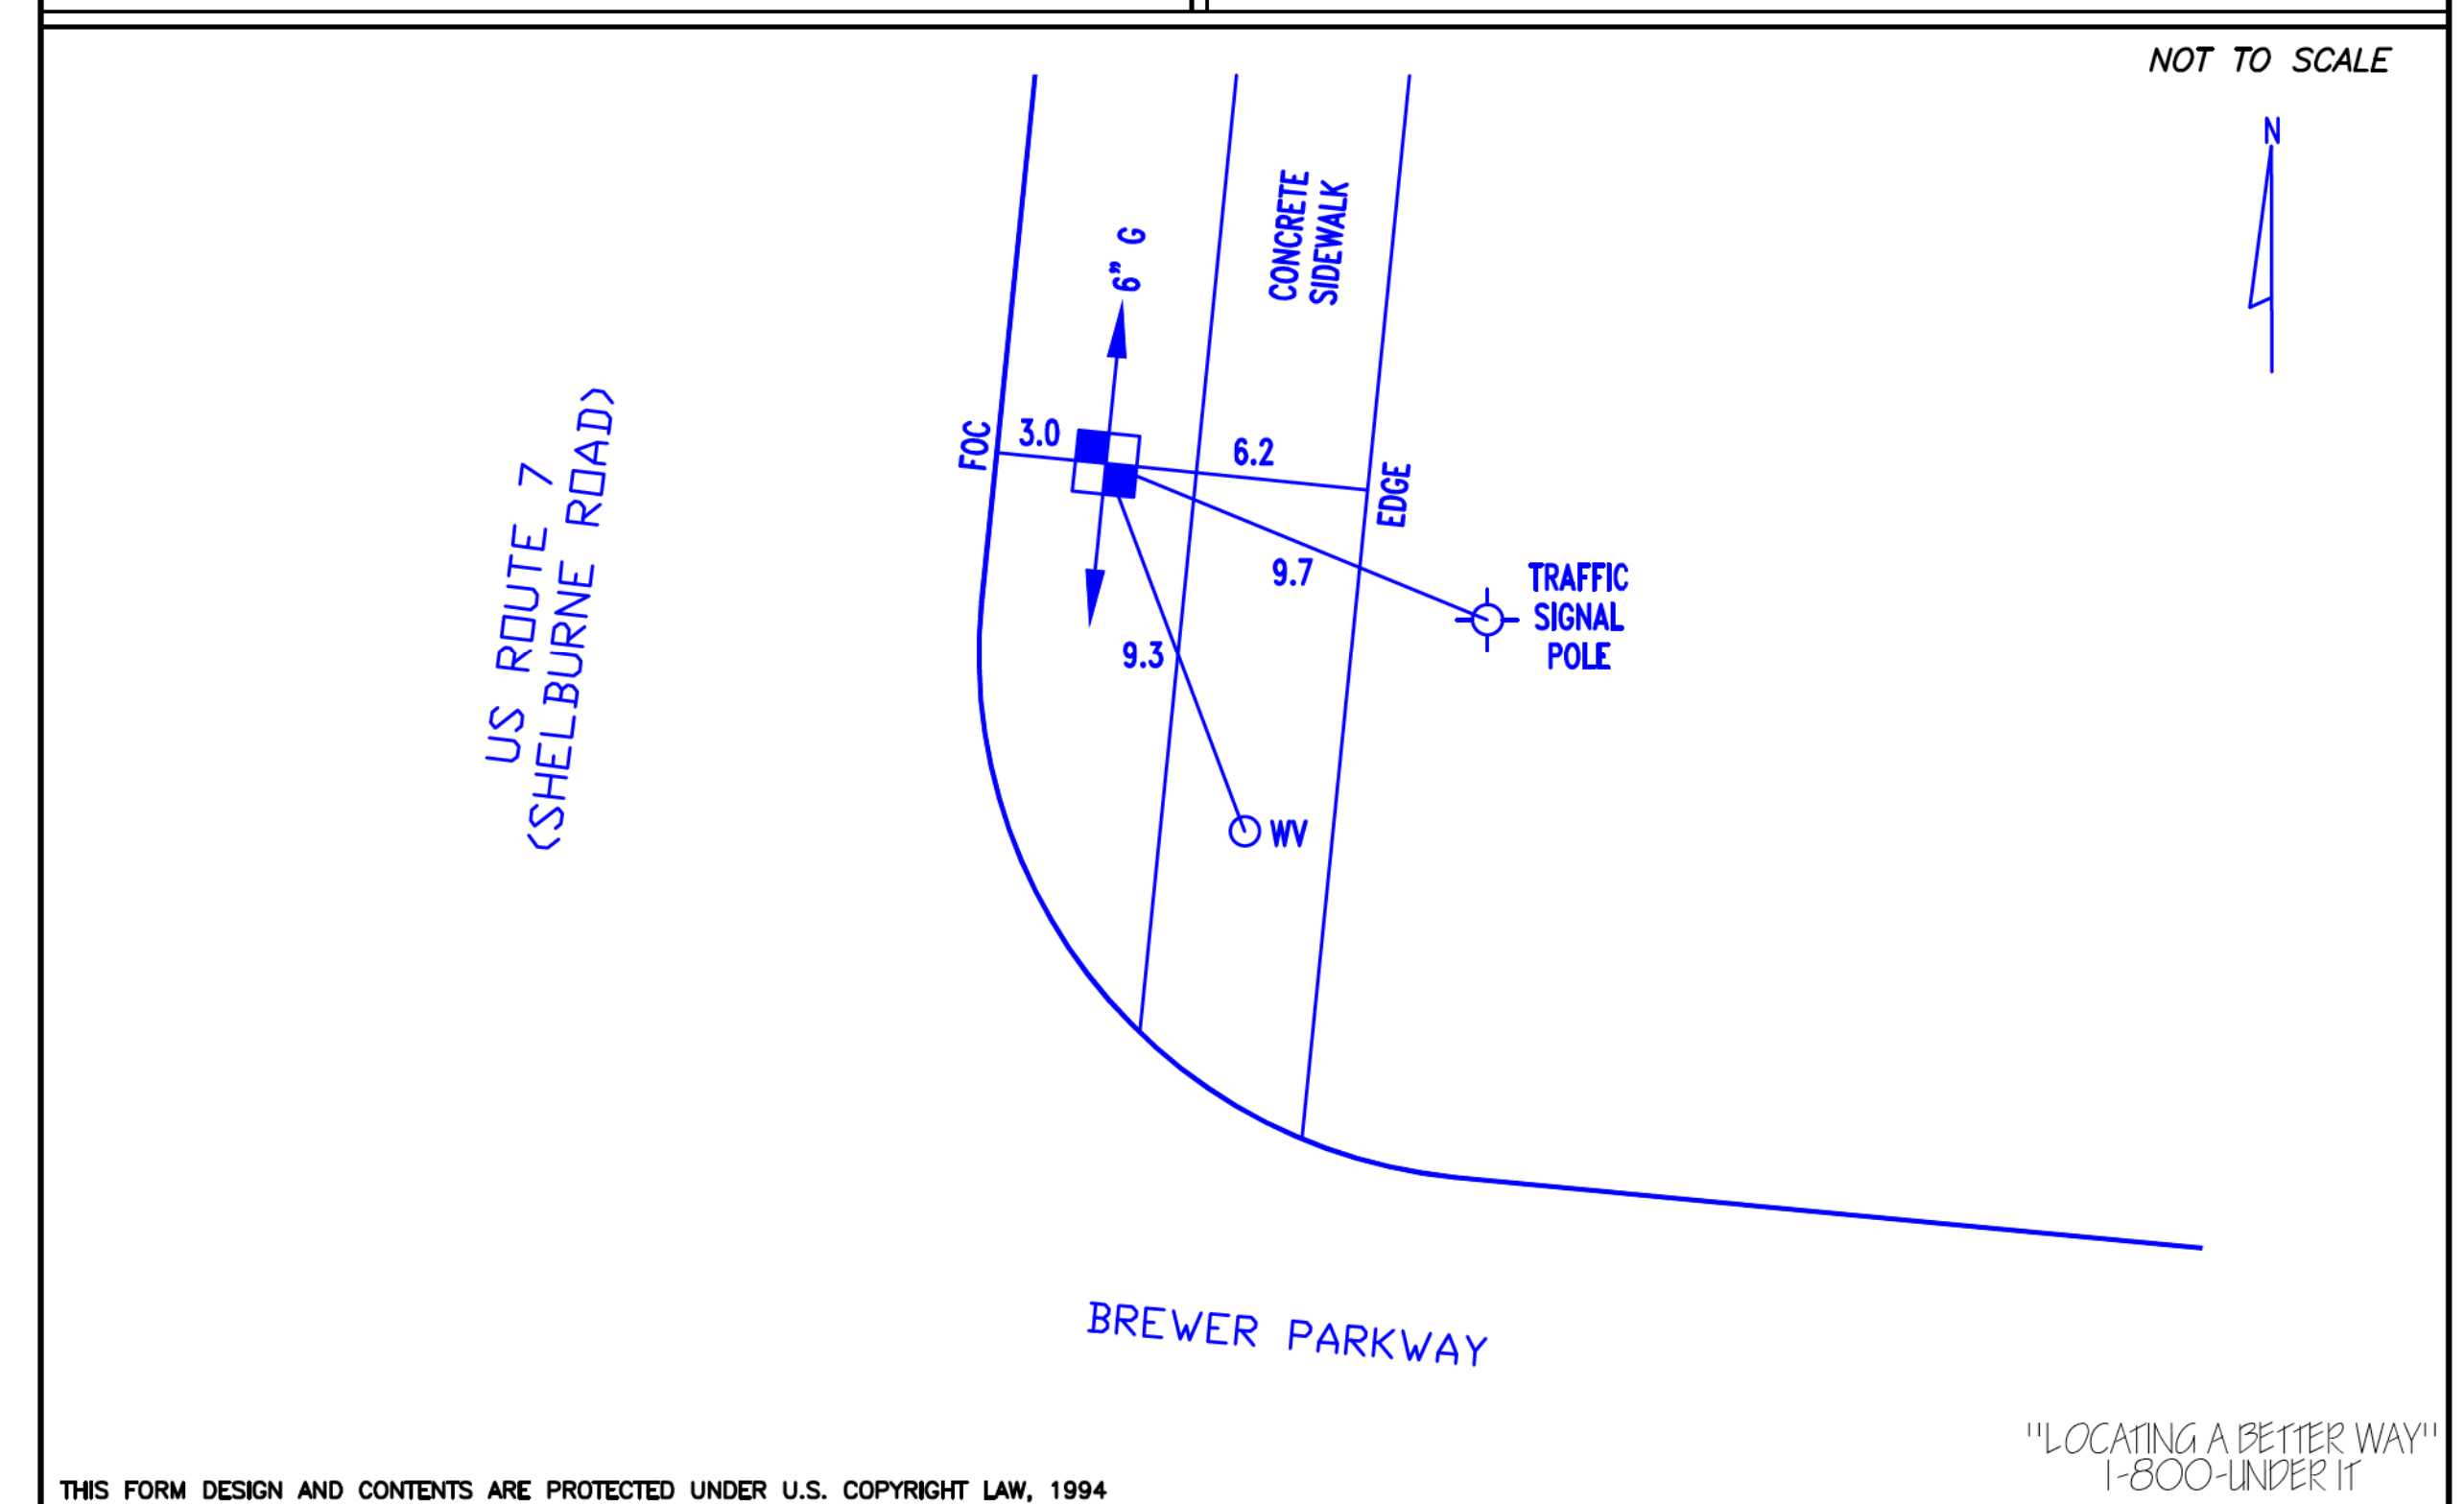 NOT TO SCALE
N
CONCRETE
SIDEWALK
6" G
FOC
3.0
6.2
EDGE
US ROUTE 7
(SHELBURNE ROAD)
9.7
TRAFFIC
SIGNAL
POLE
9.3
WV
BREWER PARKWAY
"LOCATING A BETTER WAY"
1-800-UNDER IT
THIS FORM DESIGN AND CONTENTS ARE PROTECTED UNDER U.S. COPYRIGHT LAW, 1994